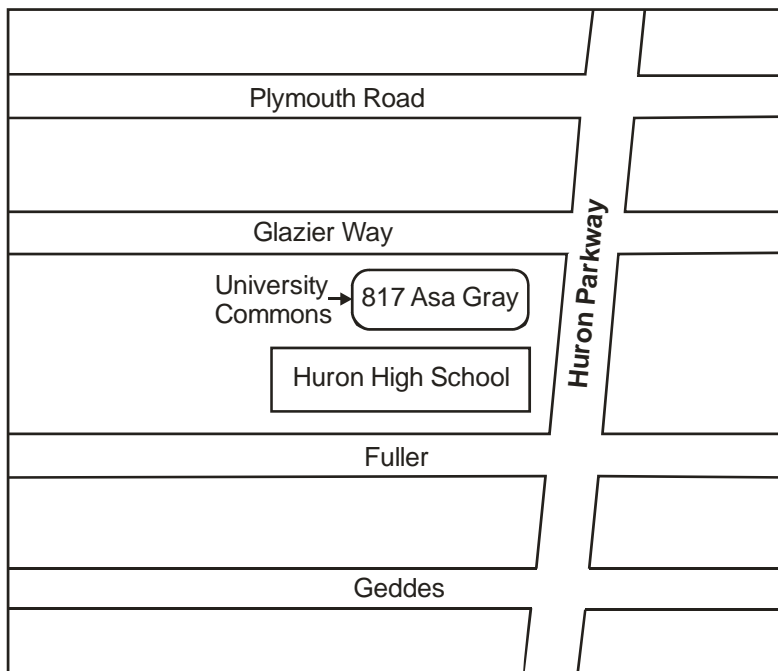 Plymouth Road
Glazier Way
Huron Parkway
University
Commons
817 Asa Gray
Huron High School
Fuller
Geddes